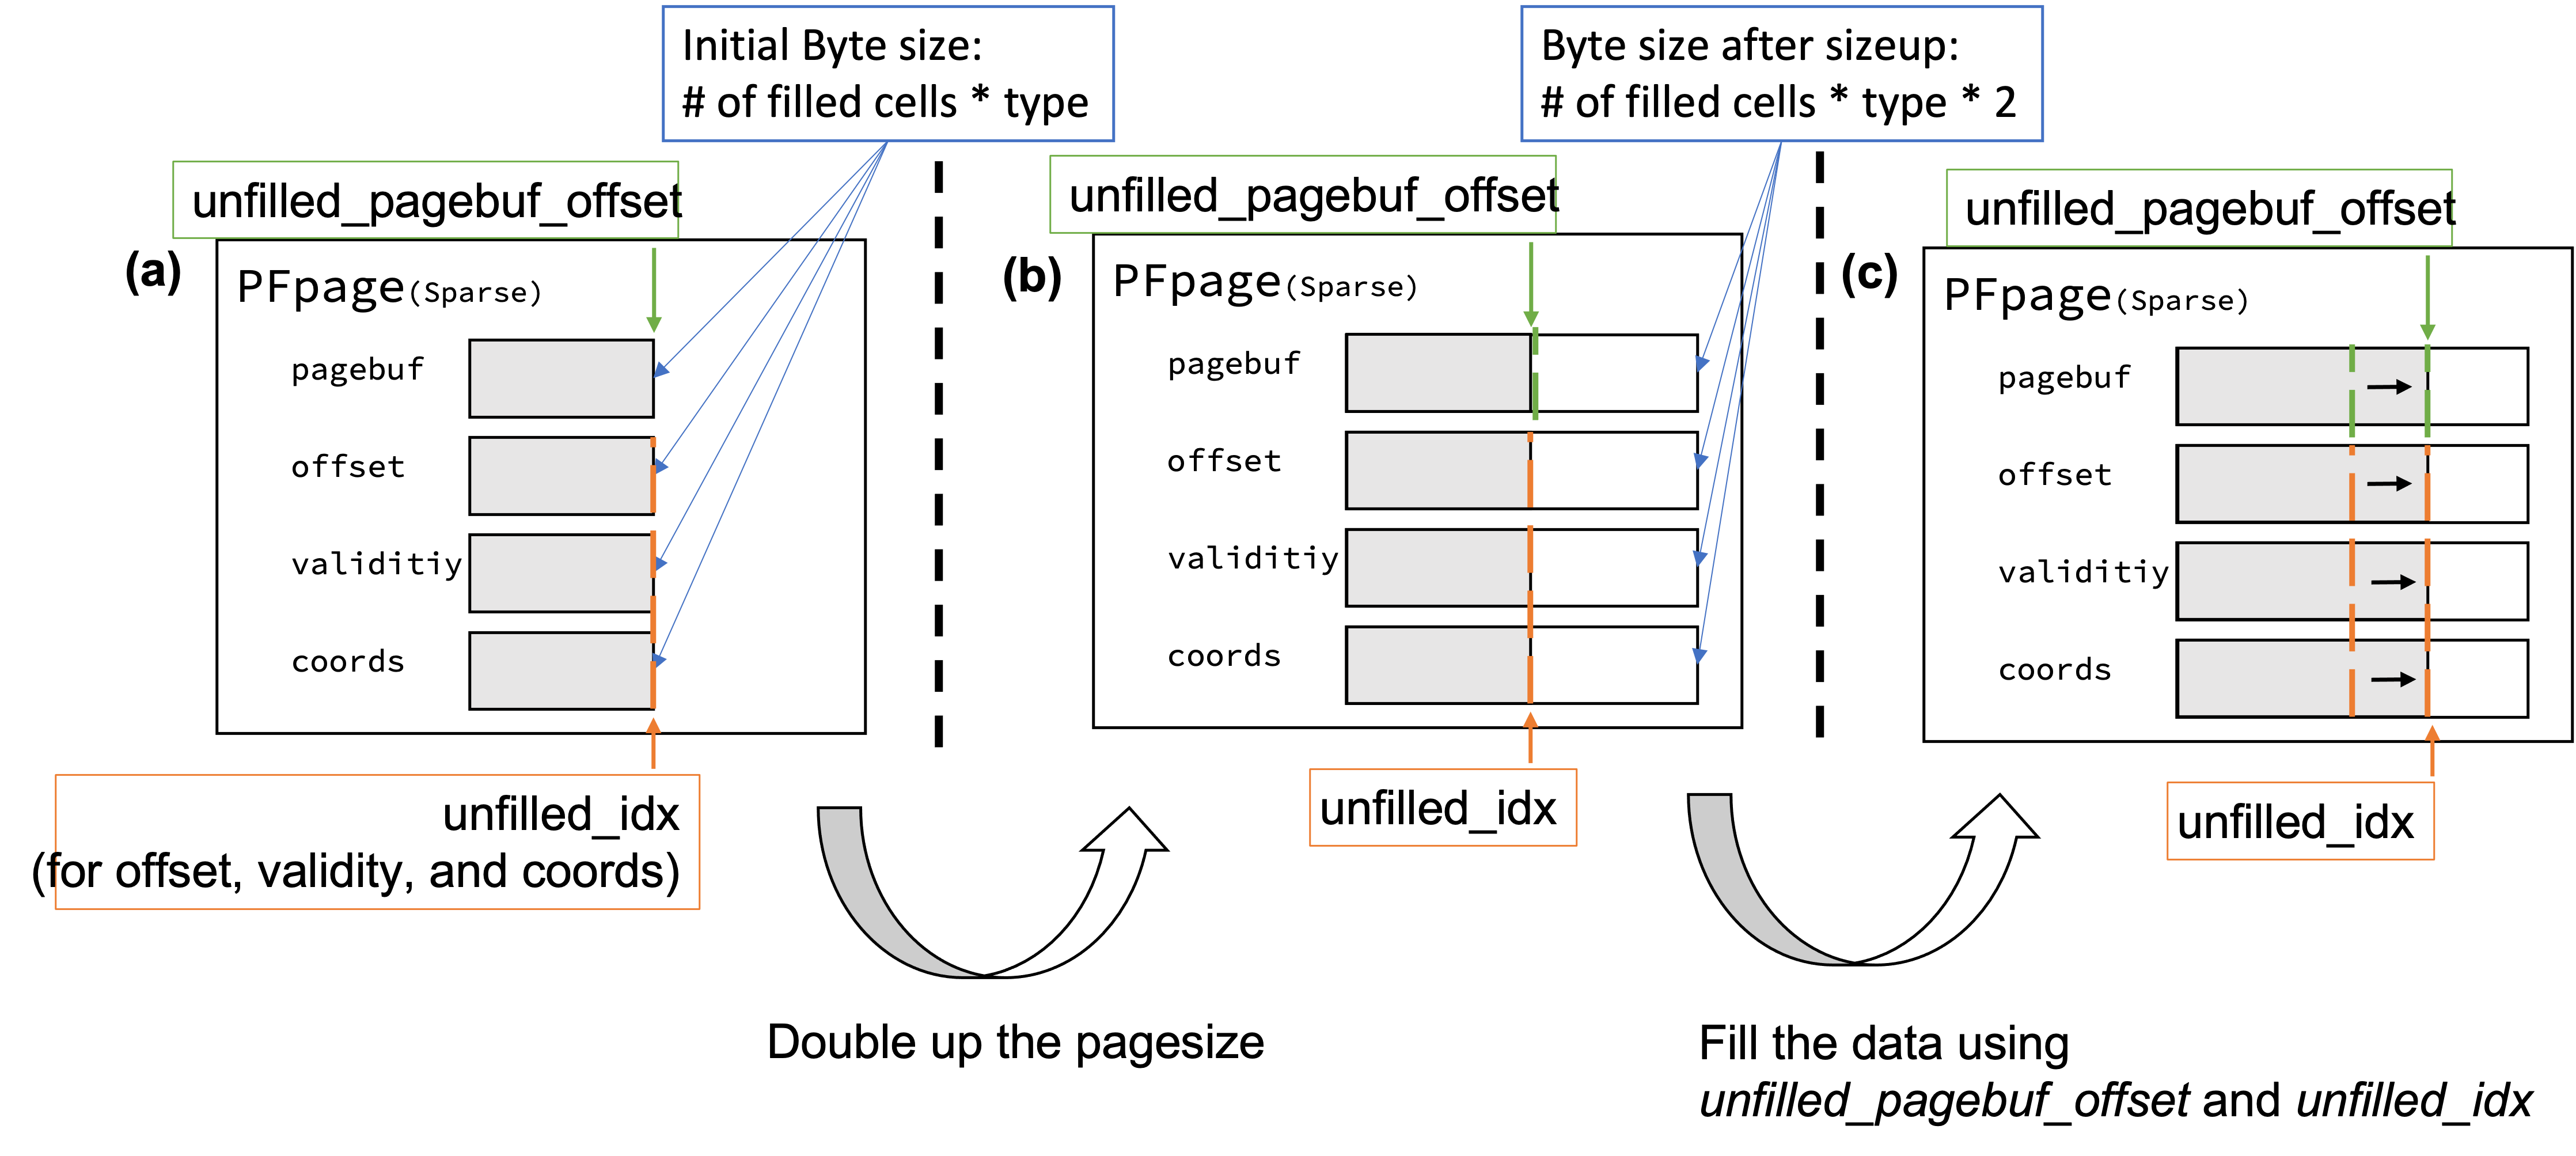 Initial Byte size:
# of filled cells * type
Byte size after sizeup:
# of filled cells * type * 2
unfilled_pagebuf_offset
(a)
PFpage(Sparse)
pagebuf
offset
validitiy
coords
unfilled_idx
(for offset, validity, and coords)
unfilled_pagebuf_offset
(b)
PFpage(Sparse)
pagebuf
offset
validitiy
coords
unfilled_idx
unfilled_pagebuf_offset
(c)
PFpage(Sparse)
pagebuf
offset
validitiy
coords
unfilled_idx
Double up the pagesize
Fill the data using
unfilled_pagebuf_offset and unfilled_idx